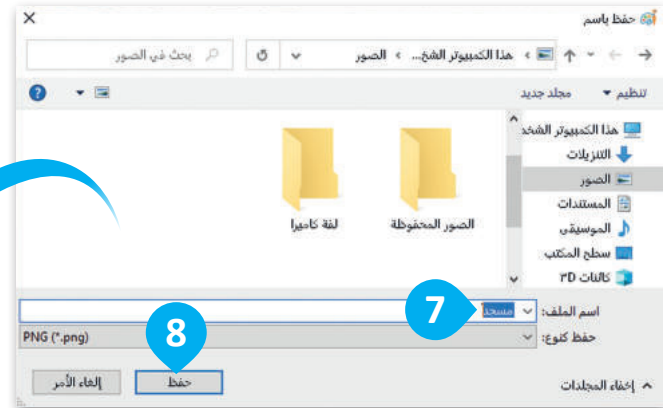 حفظ باسم
هذا الكمبيوتر الشخ... › الصور
بحث في الصور
تنظيم
مجلد جديد
هذا الكمبيوتر الشخد
التنزيلات
الصور
المستندات
الموسيقى
سطح المكتب
كائنات ٣D
الصور المحفوظة
لفة كاميرا
اسم الملف: مسجد
7
حفظ كنوع: PNG (*.png)
8
إخفاء المجلدات
حفظ
إلغاء الأمر